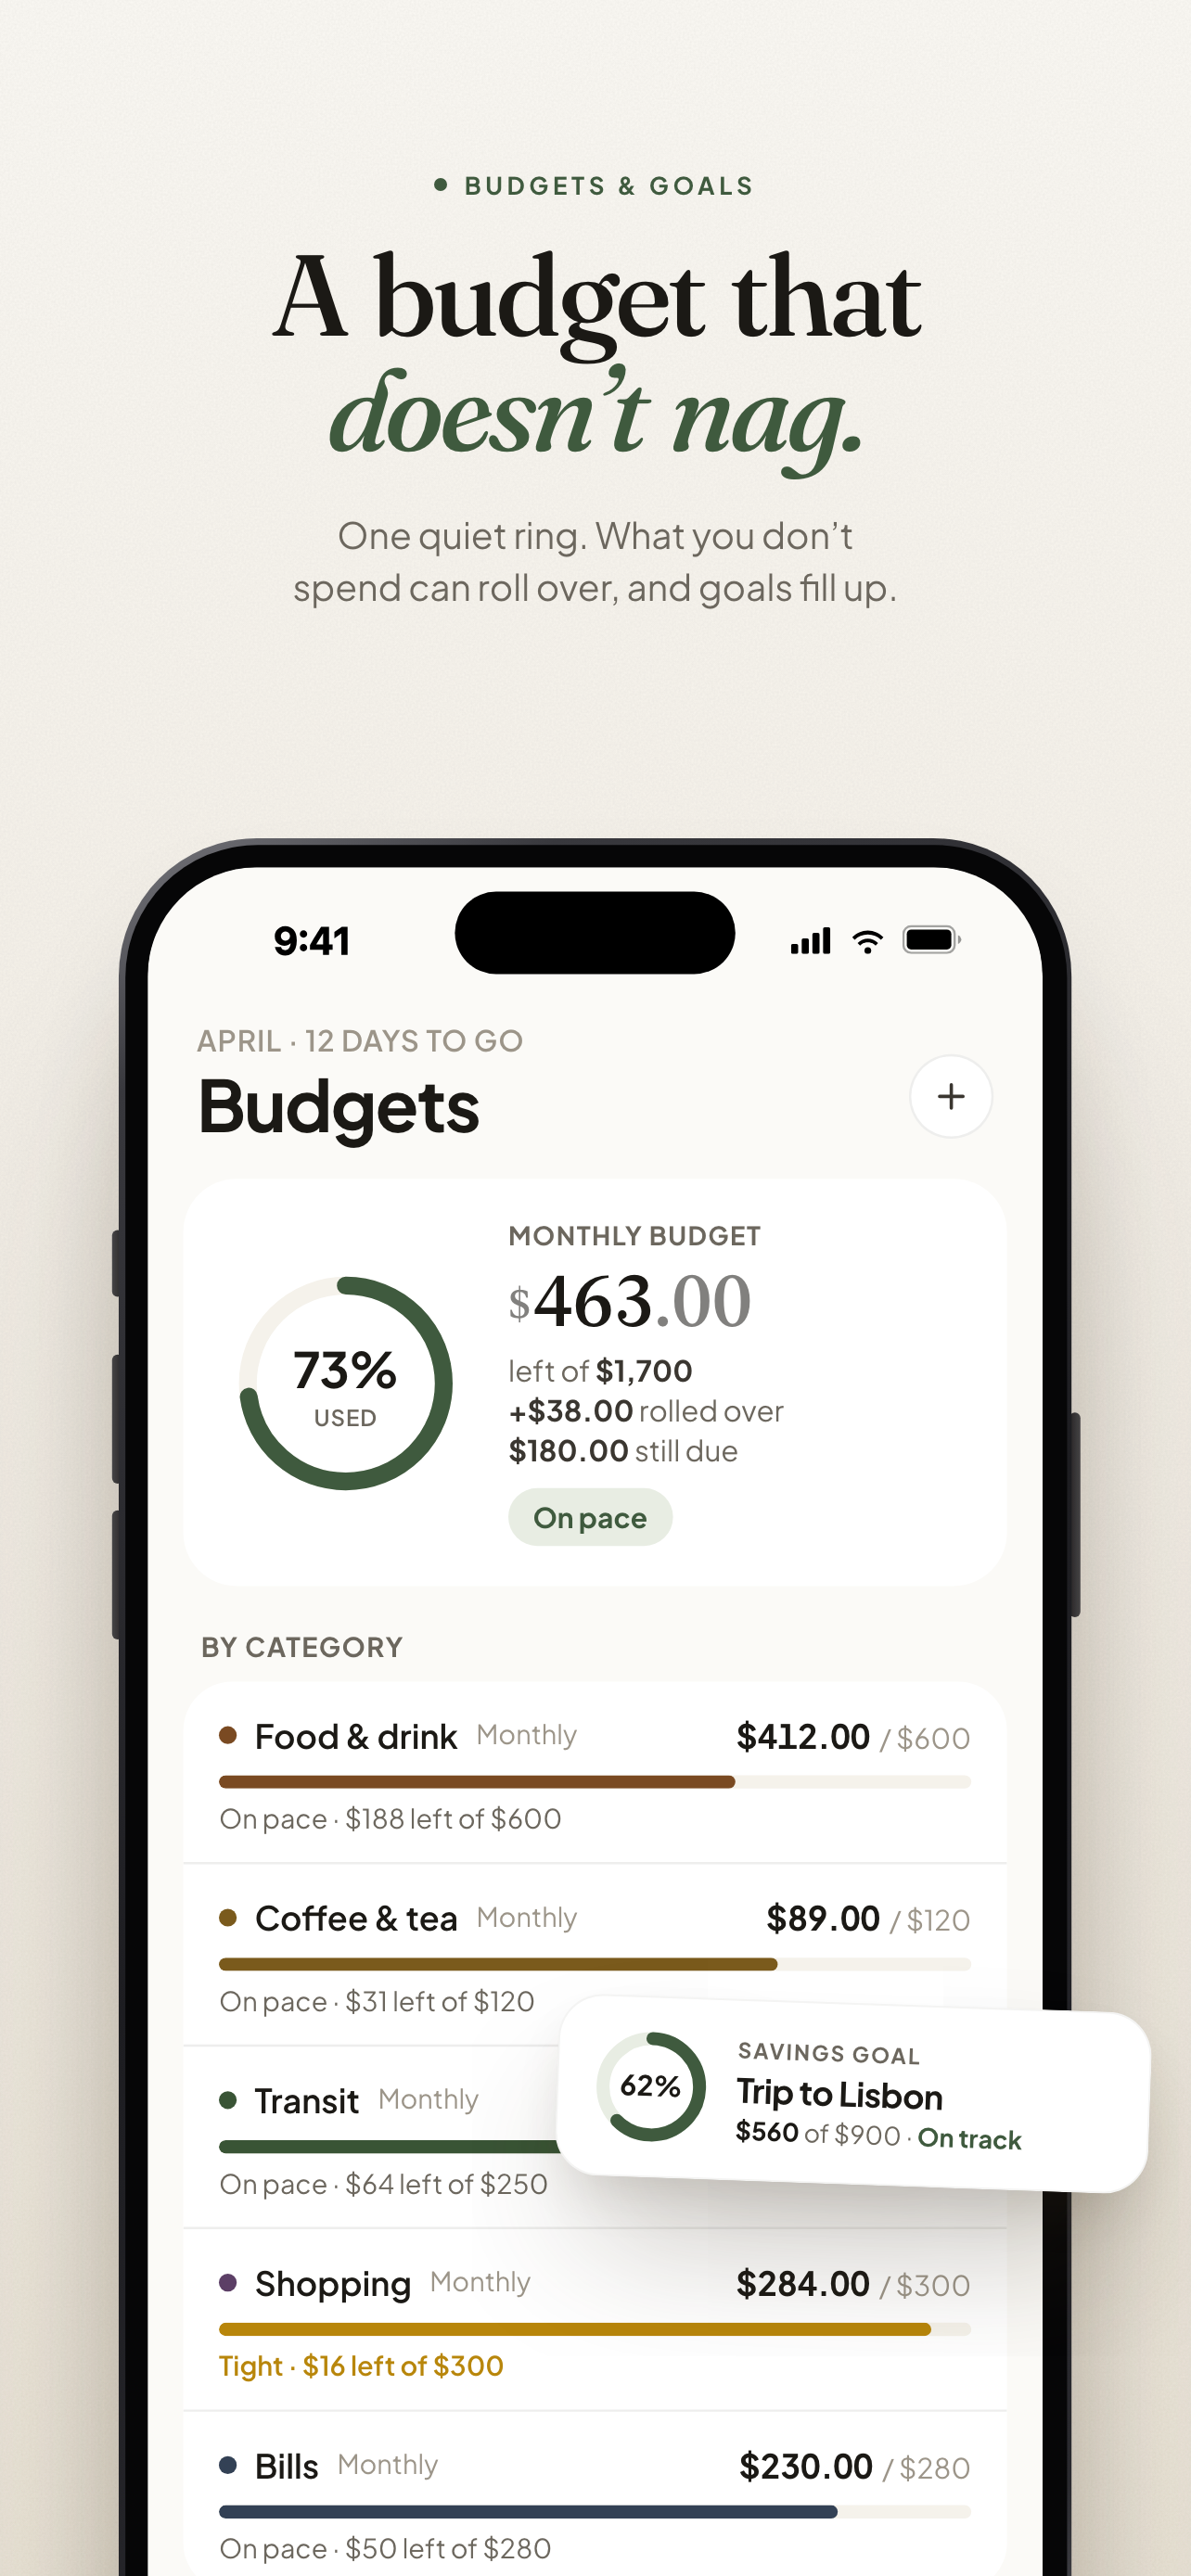 BUDGETS & GOALS
A budget that
doesn’t nag.
One quiet ring. What you don’t
spend can roll over, and goals fill up.
9:41
APRIL · 12 DAYS TO GO
Budgets
+
73%
USED
MONTHLY BUDGET
$463.00
left of $1,700
+$38.00 rolled over
$180.00 still due
On pace
BY CATEGORY
Food & drink Monthly $412.00 / $600
On pace · $188 left of $600
Coffee & tea Monthly $89.00 / $120
On pace · $31 left of $120
Transit Monthly
On pace · $64 left of $250
62%
SAVINGS GOAL
Trip to Lisbon
$560 of $900 · On track
Shopping Monthly $284.00 / $300
Tight · $16 left of $300
Bills Monthly $230.00 / $280
On pace · $50 left of $280